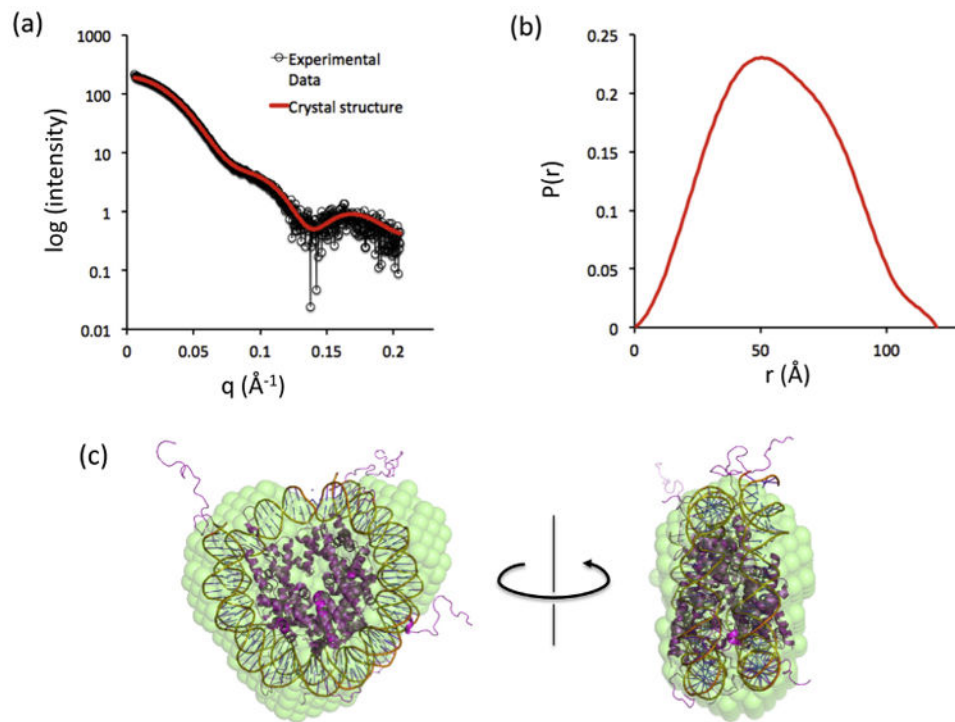 (a)
1000
100
10
1
0.1
0.01
log (intensity)
Experimental
Data
Crystal structure
0
0.05
0.1
0.15
0.2
q (Å⁻¹)
(b)
0.25
0.2
0.15
0.1
0.05
0
P(r)
0
50
100
r (Å)
(c)